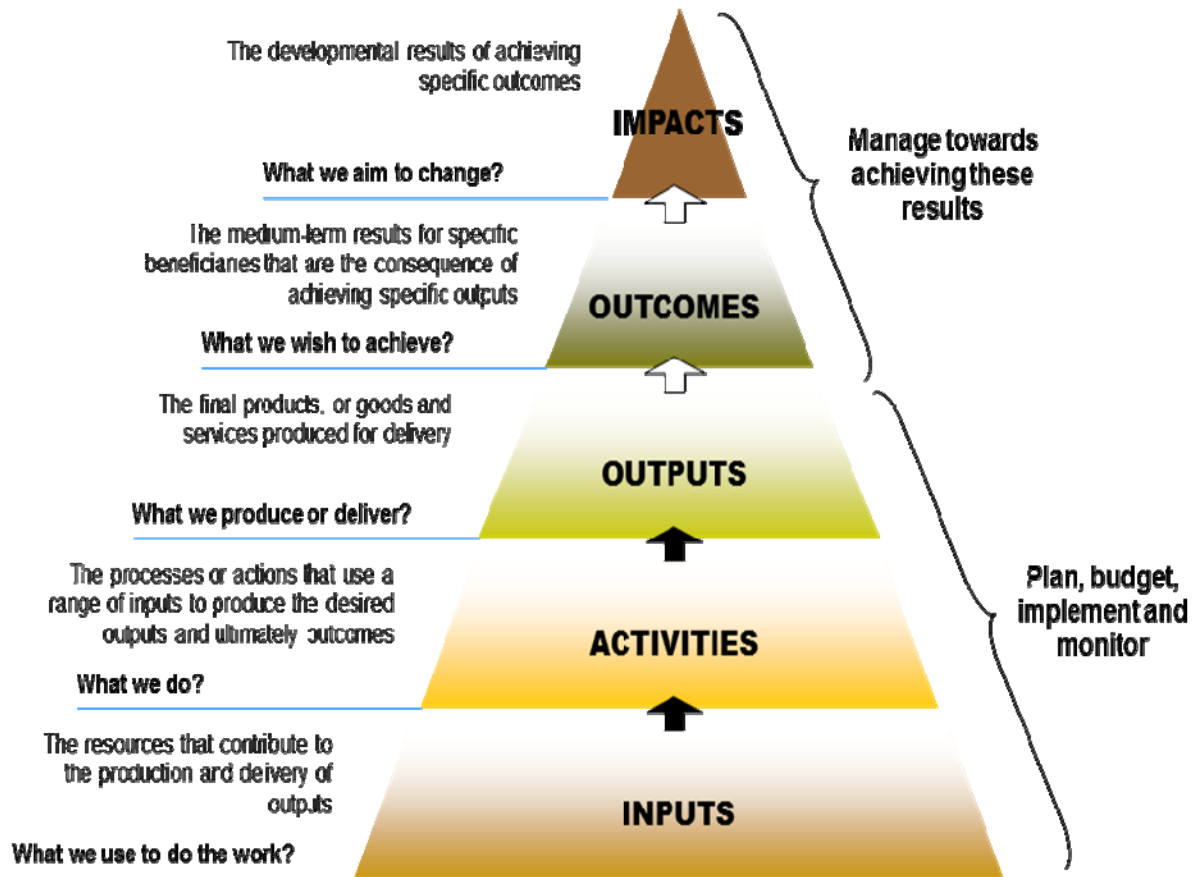 The developmental results of achieving
specific outcomes
IMPACTS
What we aim to change?
Manage towards
achieving these
results
The medium-term results for specific
beneficiaries that are the consequence of
achieving specific outputs
OUTCOMES
What we wish to achieve?
The final products, or goods and
services produced for delivery
OUTPUTS
What we produce or deliver?
The processes or actions that use a
range of inputs to produce the desired
outputs and ultimately outcomes
ACTIVITIES
What we do?
Plan, budget,
implement and
monitor
The resources that contribute to
the production and delivery of
outputs
INPUTS
What we use to do the work?